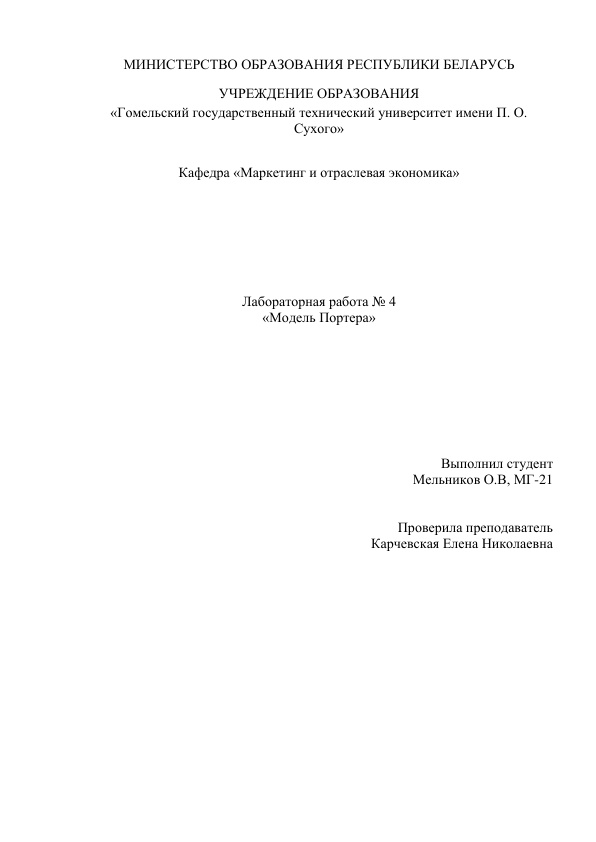 МИНИСТЕРСТВО ОБРАЗОВАНИЯ РЕСПУБЛИКИ БЕЛАРУСЬ
УЧРЕЖДЕНИЕ ОБРАЗОВАНИЯ
«Гомельский государственный технический университет имени П. О.
Сухого»
Кафедра «Маркетинг и отраслевая экономика»
Лабораторная работа № 4
«Модель Портера»
Выполнил студент
Мельников О.В, МГ-21
Проверила преподаватель
Карчевская Елена Николаевна